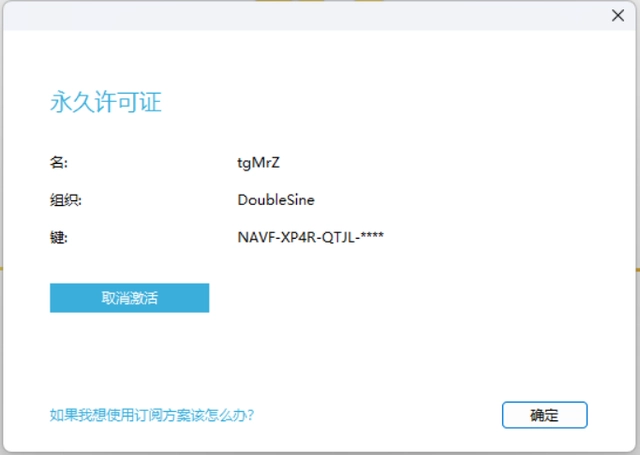 永久许可证
名: tgMrZ
组织: DoubleSine
键: NAVF-XP4R-QTJL-****
取消激活
如果我想使用订阅方案该怎么办? 确定